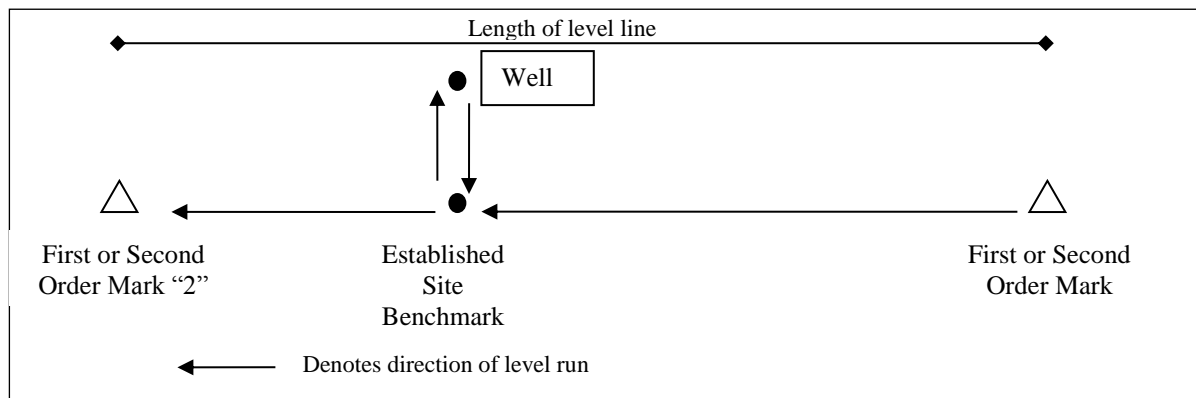 Length of level line
Well
First or Second
Order Mark “2”
Established
Site
Benchmark
First or Second
Order Mark
Denotes direction of level run